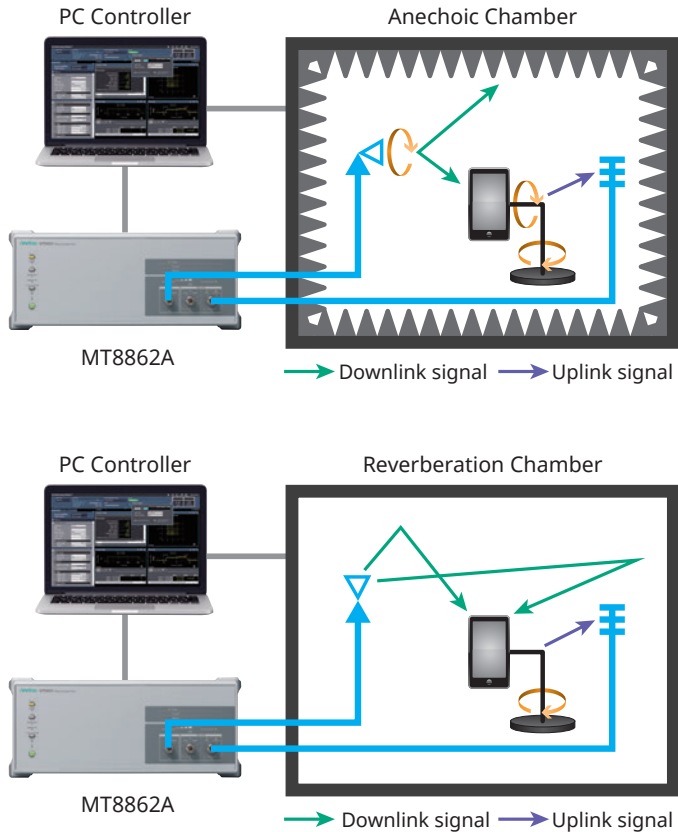 PC Controller
Anechoic Chamber
MT8862A
Downlink signal
Uplink signal
PC Controller
Reverberation Chamber
MT8862A
Downlink signal
Uplink signal